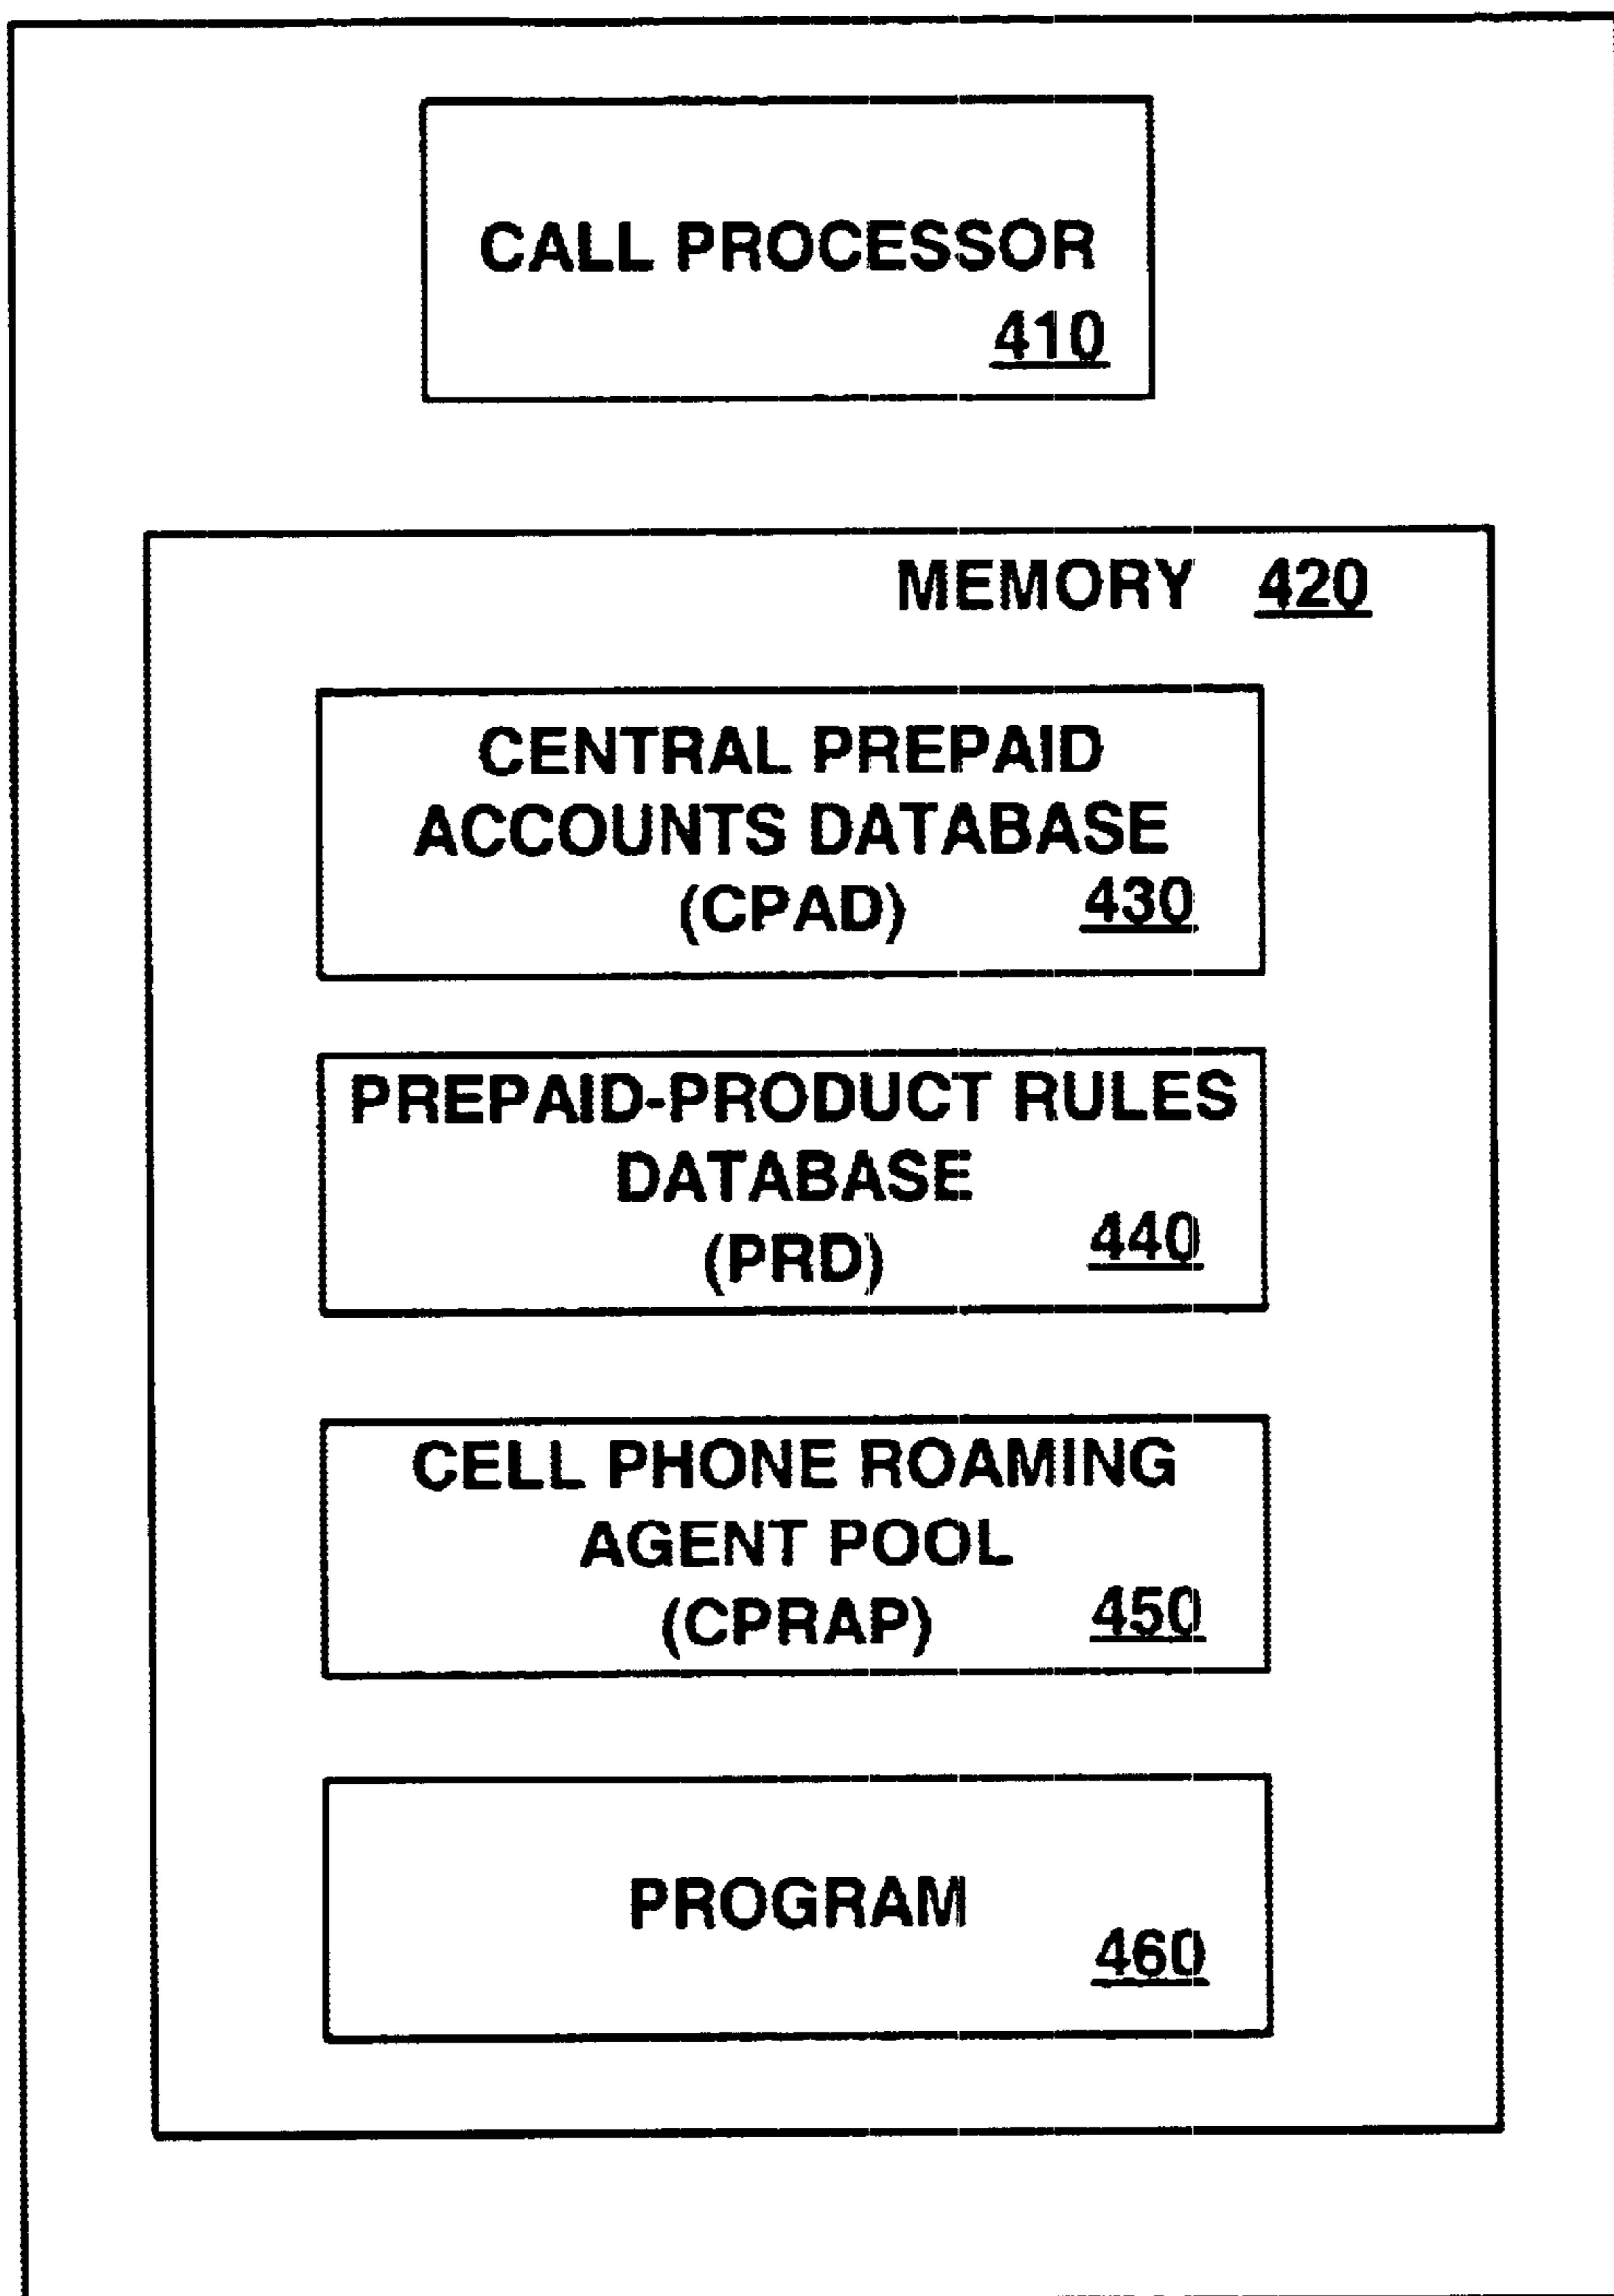 CALL PROCESSOR
410
MEMORY 420
CENTRAL PREPAID
ACCOUNTS DATABASE
(CPAD) 430
PREPAID-PRODUCT RULES
DATABASE
(PRD) 440
CELL PHONE ROAMING
AGENT POOL
(CPRAP) 450
PROGRAM
460